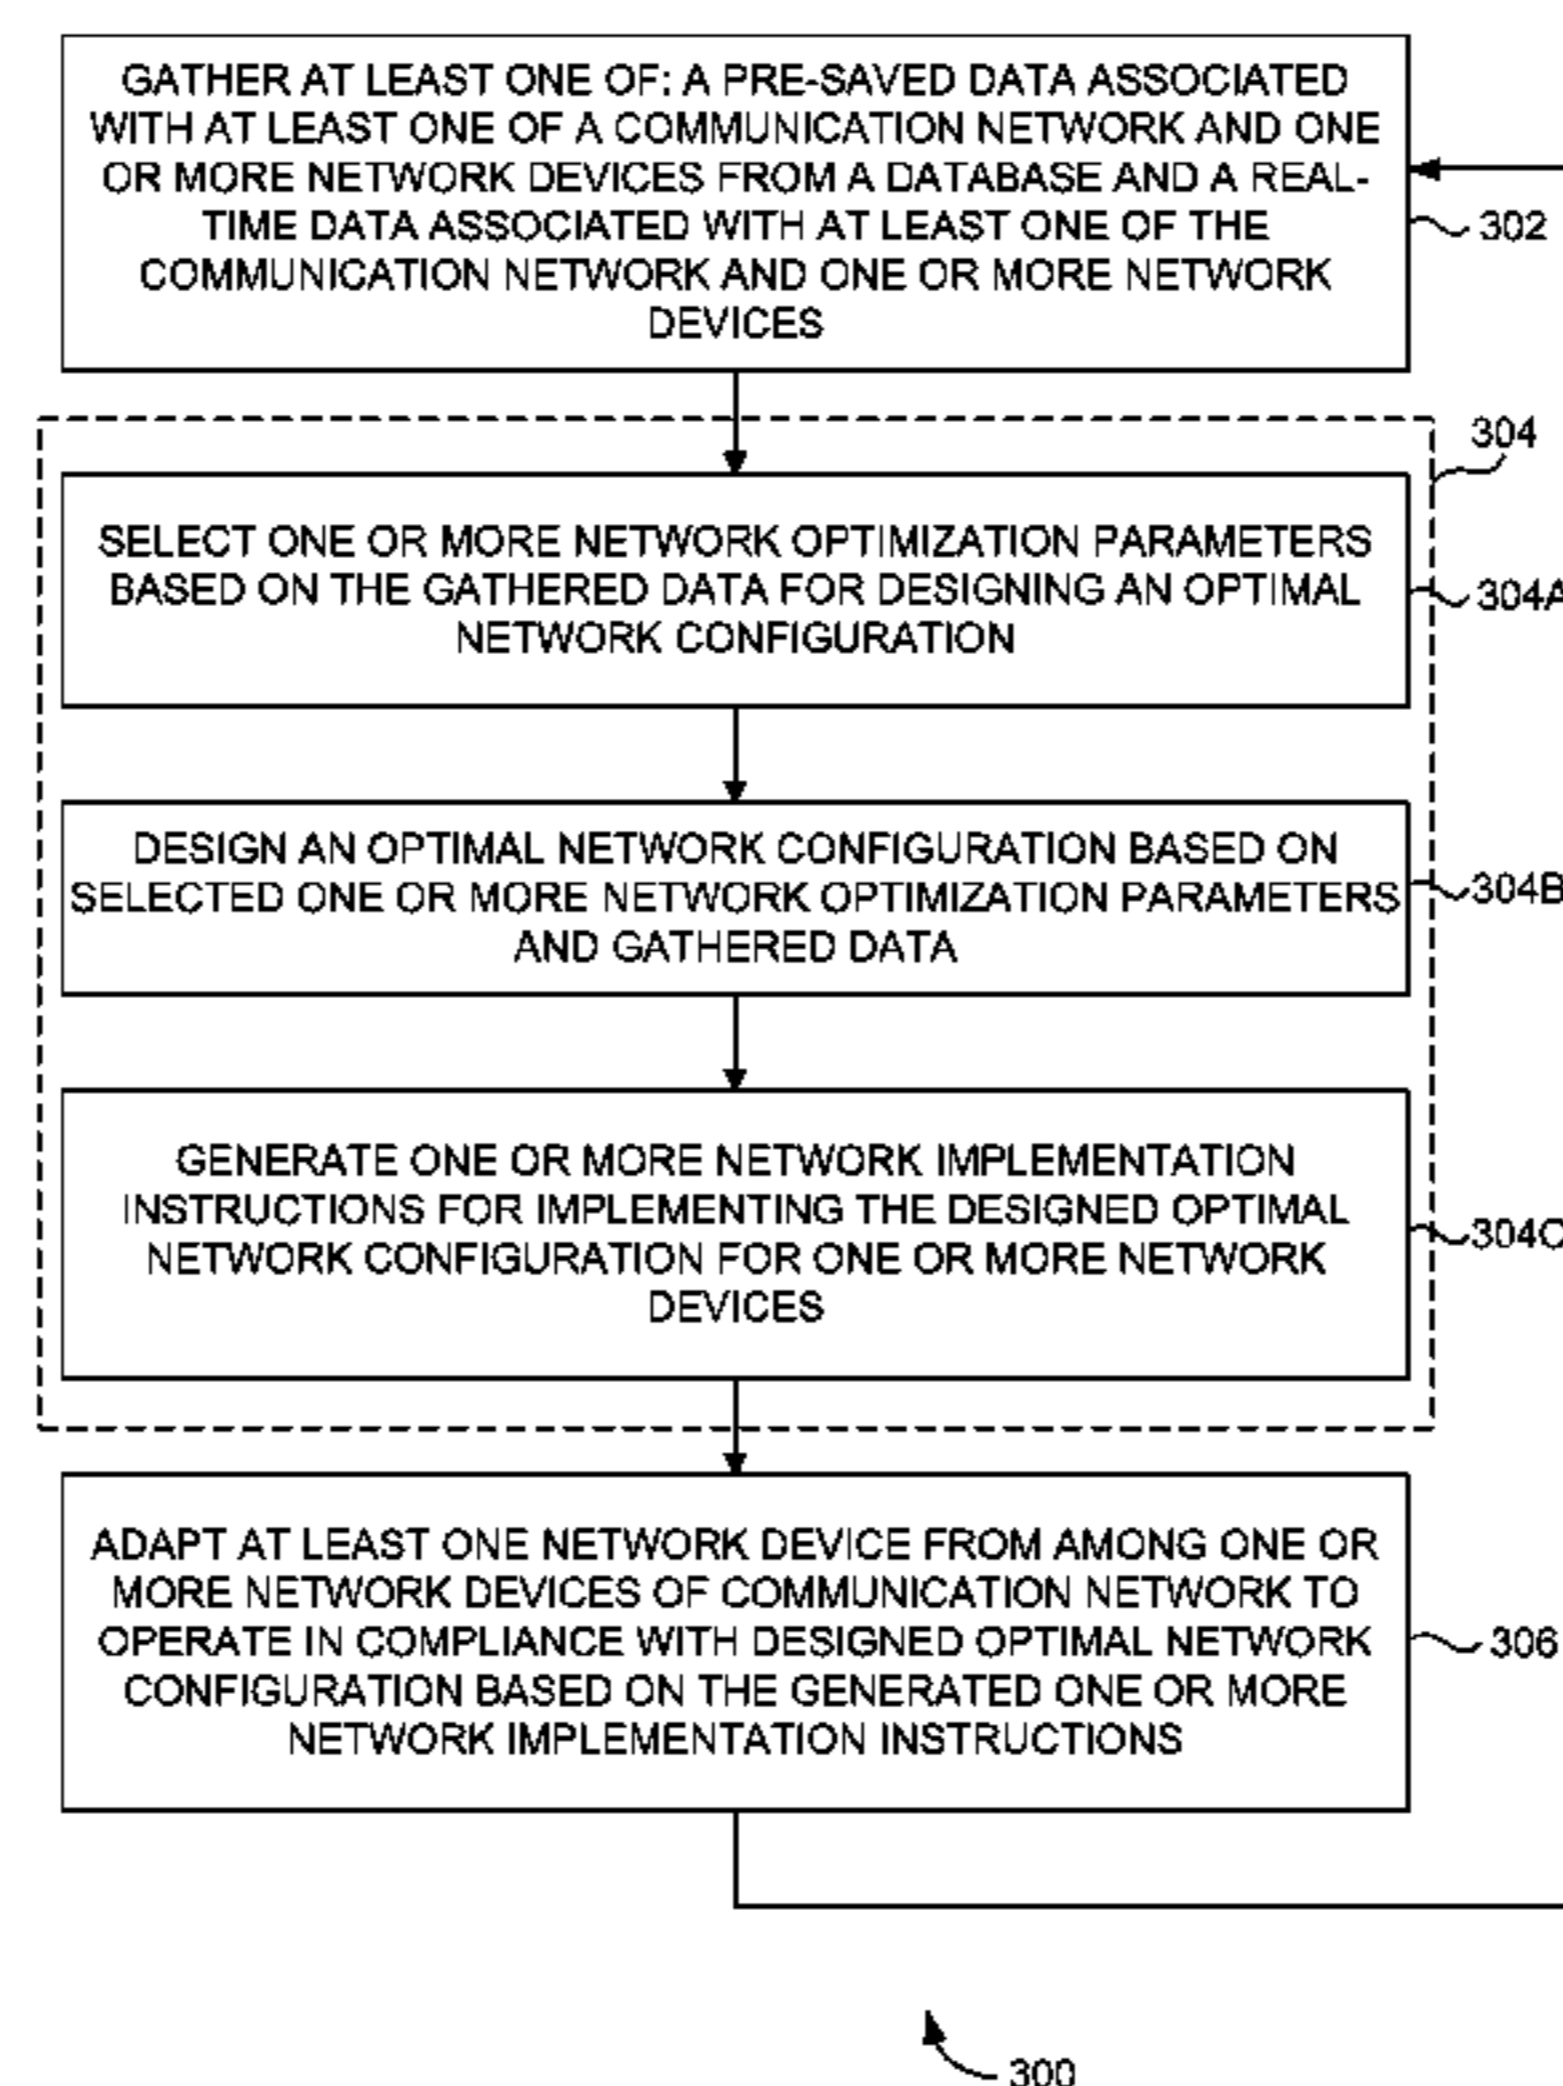 GATHER AT LEAST ONE OF: A PRE-SAVED DATA ASSOCIATED
WITH AT LEAST ONE OF A COMMUNICATION NETWORK AND ONE
OR MORE NETWORK DEVICES FROM A DATABASE AND A REAL-
TIME DATA ASSOCIATED WITH AT LEAST ONE OF THE
COMMUNICATION NETWORK AND ONE OR MORE NETWORK
DEVICES
302
304
SELECT ONE OR MORE NETWORK OPTIMIZATION PARAMETERS
BASED ON THE GATHERED DATA FOR DESIGNING AN OPTIMAL
NETWORK CONFIGURATION
304A
DESIGN AN OPTIMAL NETWORK CONFIGURATION BASED ON
SELECTED ONE OR MORE NETWORK OPTIMIZATION PARAMETERS
AND GATHERED DATA
304B
GENERATE ONE OR MORE NETWORK IMPLEMENTATION
INSTRUCTIONS FOR IMPLEMENTING THE DESIGNED OPTIMAL
NETWORK CONFIGURATION FOR ONE OR MORE NETWORK
DEVICES
304C
ADAPT AT LEAST ONE NETWORK DEVICE FROM AMONG ONE OR
MORE NETWORK DEVICES OF COMMUNICATION NETWORK TO
OPERATE IN COMPLIANCE WITH DESIGNED OPTIMAL NETWORK
CONFIGURATION BASED ON THE GENERATED ONE OR MORE
NETWORK IMPLEMENTATION INSTRUCTIONS
306
300